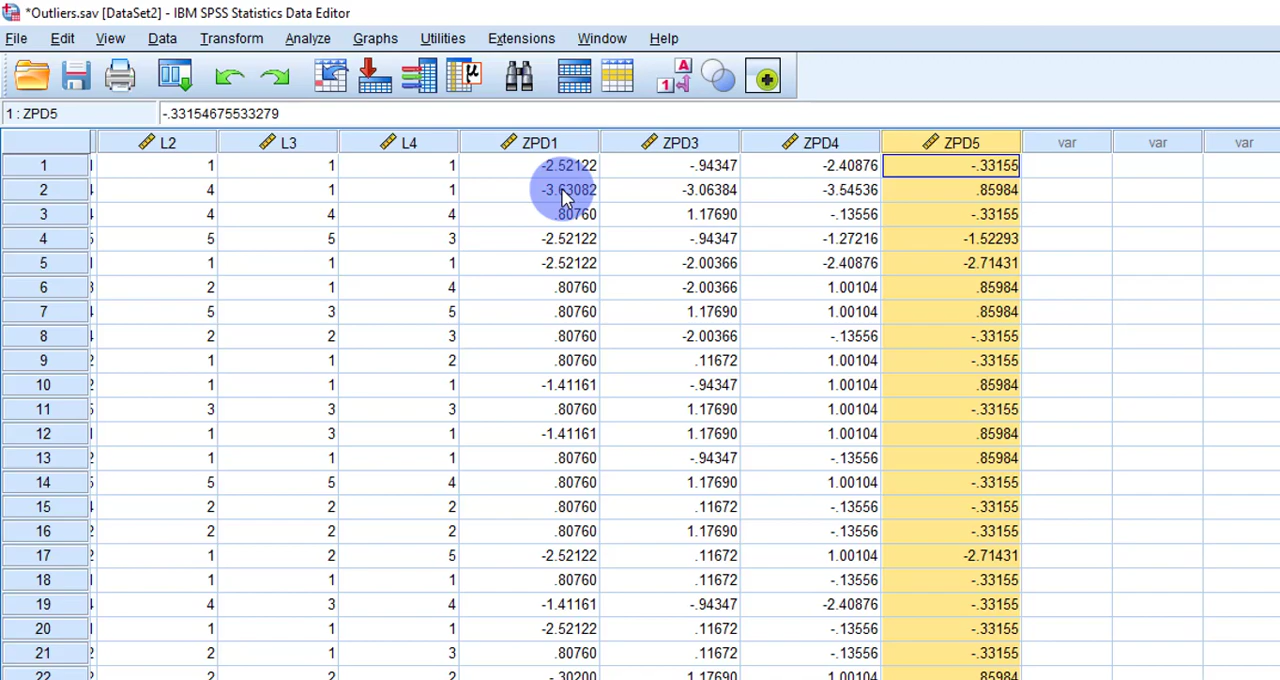 *Outliers.sav [DataSet2] - IBM SPSS Statistics Data Editor
File Edit View Data Transform Analyze Graphs Utilities Extensions Window Help
1 : ZPD5 -.33154675533279
L2 L3 L4 ZPD1 ZPD3 ZPD4 ZPD5 var var var
1 1 1 1 -2.52122 -.94347 -2.40876 -.33155
2 4 1 1 -3.63082 -3.06384 -3.54536 .85984
3 4 4 4 .80760 1.17690 -.13556 -.33155
4 5 5 3 -2.52122 -.94347 -1.27216 -1.52293
5 1 1 1 -2.52122 -2.00366 -2.40876 -2.71431
6 2 1 4 .80760 -2.00366 1.00104 .85984
7 5 3 5 .80760 1.17690 1.00104 .85984
8 2 2 3 .80760 -2.00366 -.13556 -.33155
9 1 1 2 .80760 .11672 1.00104 -.33155
10 1 1 1 -1.41161 -.94347 1.00104 .85984
11 3 3 3 .80760 1.17690 1.00104 -.33155
12 1 3 1 -1.41161 1.17690 1.00104 .85984
13 1 1 1 .80760 -.94347 -.13556 .85984
14 5 5 4 .80760 1.17690 1.00104 -.33155
15 2 2 2 .80760 .11672 -.13556 -.33155
16 2 2 2 .80760 1.17690 -.13556 -.33155
17 1 2 5 -2.52122 .11672 1.00104 -2.71431
18 1 1 1 .80760 .11672 -.13556 -.33155
19 4 3 4 -1.41161 -.94347 -2.40876 -.33155
20 1 1 1 -2.52122 .11672 -.13556 -.33155
21 2 1 3 .80760 .11672 -.13556 -.33155
22 2 2 2 -.30200 1.17690 1.00104 .85984